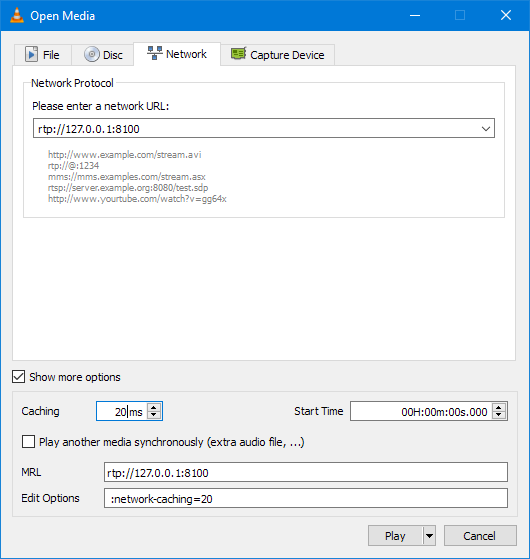 Open Media
File Disc Network Capture Device
Network Protocol
Please enter a network URL:
rtp://127.0.0.1:8100
http://www.example.com/stream.avi
rtp://@:1234
mms://mms.examples.com/stream.asx
rtsp://server.example.org:8080/test.sdp
http://www.yourtube.com/watch?v=gg64x
Show more options
Caching 20 ms Start Time 00H:00m:00s.000
Play another media synchronously (extra audio file, ...)
MRL rtp://127.0.0.1:8100
Edit Options :network-caching=20
Play Cancel